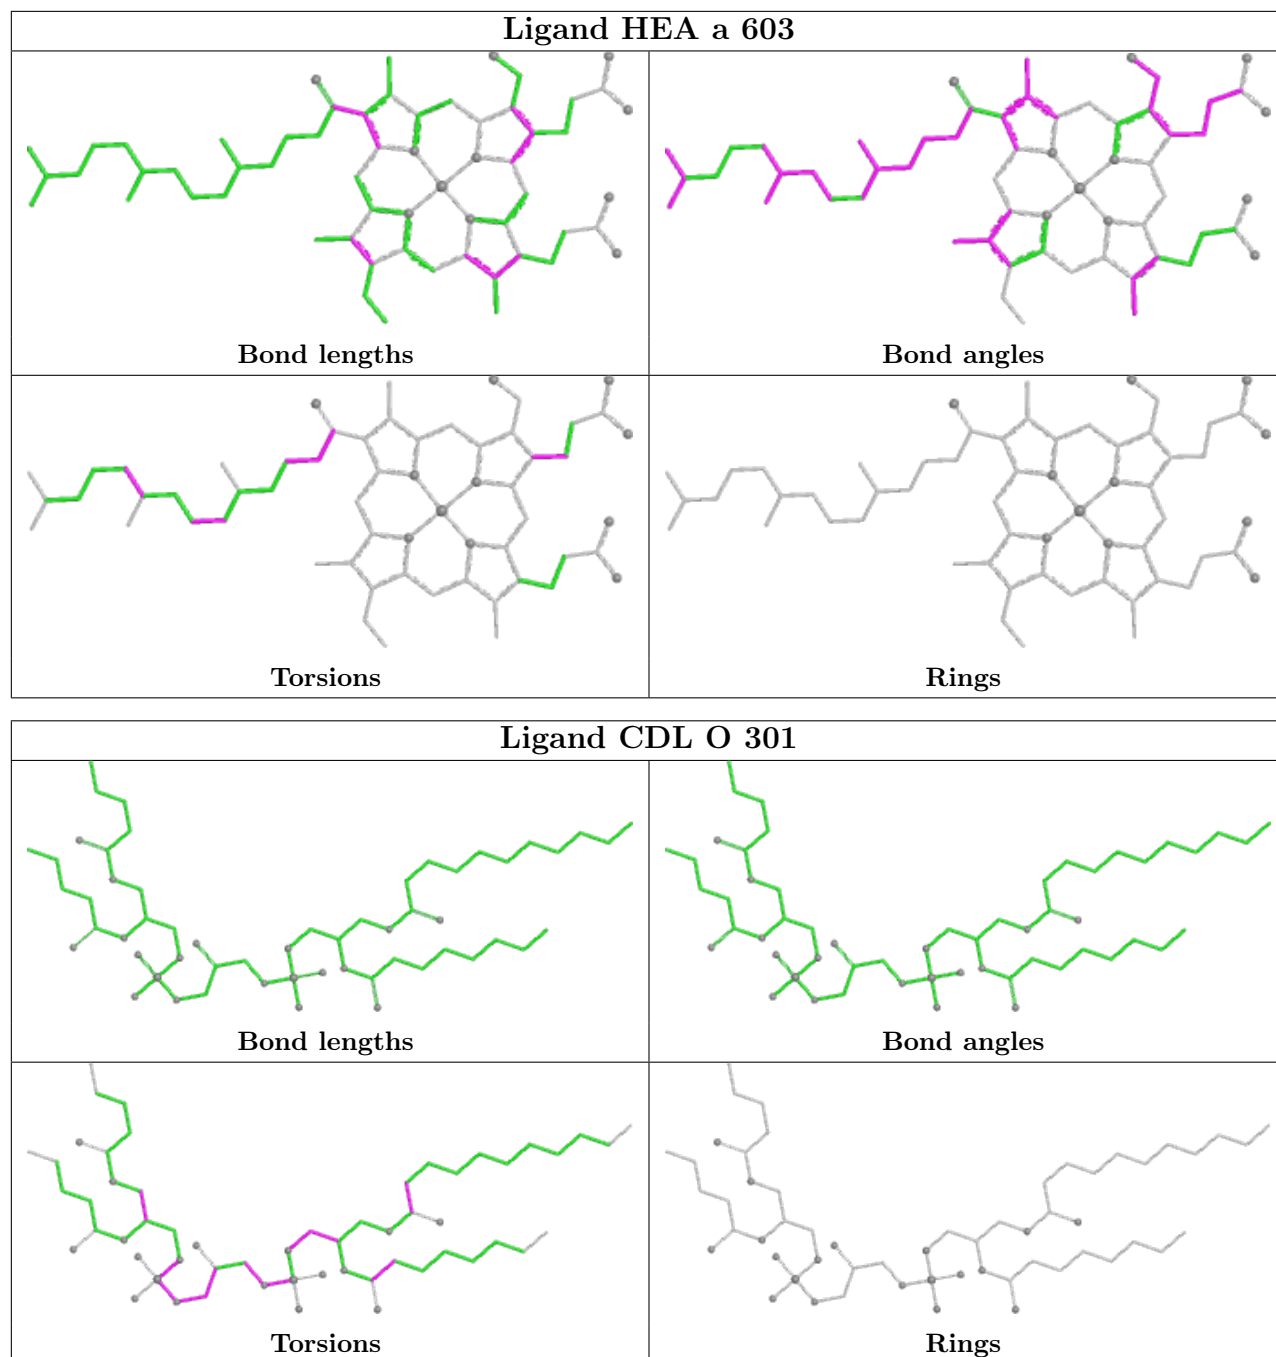 Ligand HEA a 603
Bond lengths
Bond angles
Torsions
Rings
Ligand CDL O 301
Bond lengths
Bond angles
Torsions
Rings